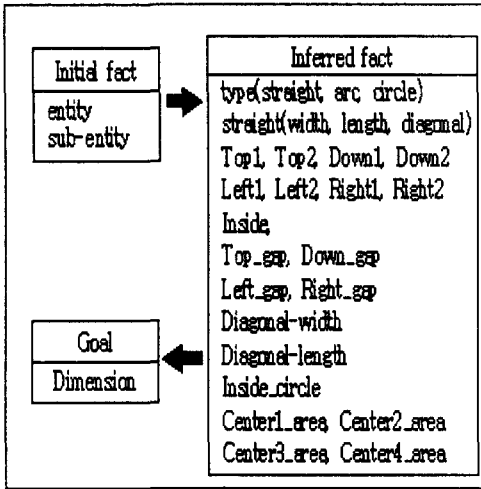 Initial fact
entity
sub-entity
Inferred fact
type(straight, arc, circle)
straight(width, length, diagonal)
Top1, Top2, Down1, Down2
Left1, Left2, Right1, Right2
Inside,
Top_gap, Down_gap
Left_gap, Right_gap
Diagonal-width
Diagonal-length
Inside_circle
Center1_area, Center2_area
Center3_area, Center4_area
Goal
Dimension